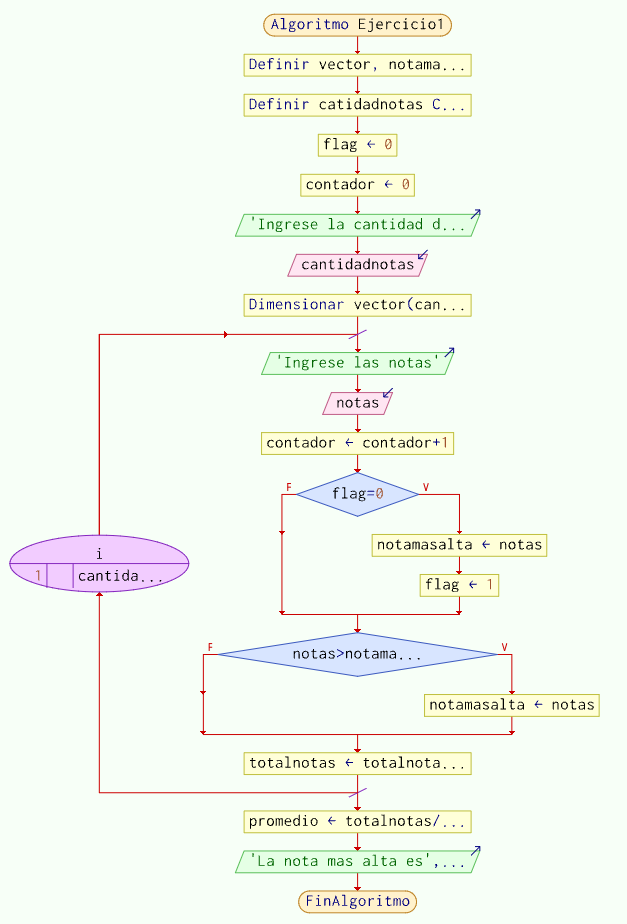 Algoritmo Ejercicio1
Definir vector, notama...
Definir catidadnotas C...
flag ← 0
contador ← 0
'Ingrese la cantidad d...
cantidadnotas
Dimensionar vector(can...
'Ingrese las notas'
notas
contador ← contador+1
F
flag=0
V
notamasalta ← notas
flag ← 1
i
1
cantida...
F
notas>notama...
V
notamasalta ← notas
totalnotas ← totalnota...
promedio ← totalnotas/...
'La nota mas alta es',...
FinAlgoritmo